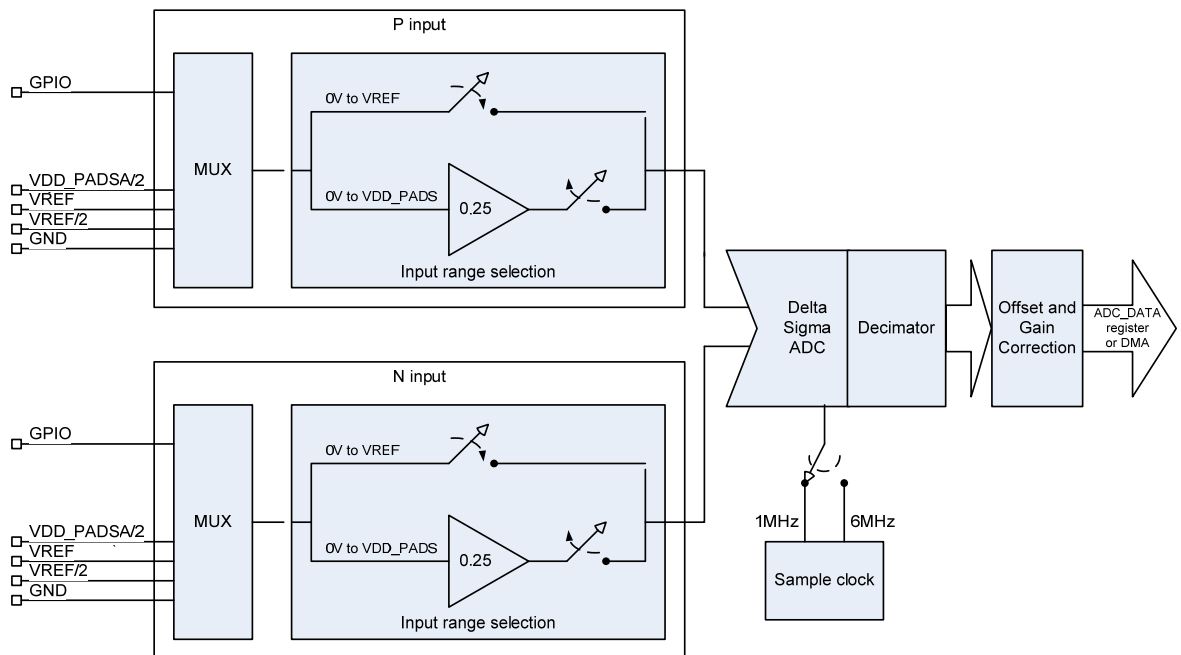 P input
GPIO
VDD_PADSA/2
VREF
VREF/2
GND
MUX
0V to VREF
0V to VDD_PADS
0.25
Input range selection
N input
GPIO
VDD_PADSA/2
VREF
VREF/2
GND
MUX
0V to VREF
0V to VDD_PADS
0.25
Input range selection
Delta
Sigma
ADC
Decimator
Offset and
Gain
Correction
ADC_DATA
register
or DMA
1MHz
6MHz
Sample clock